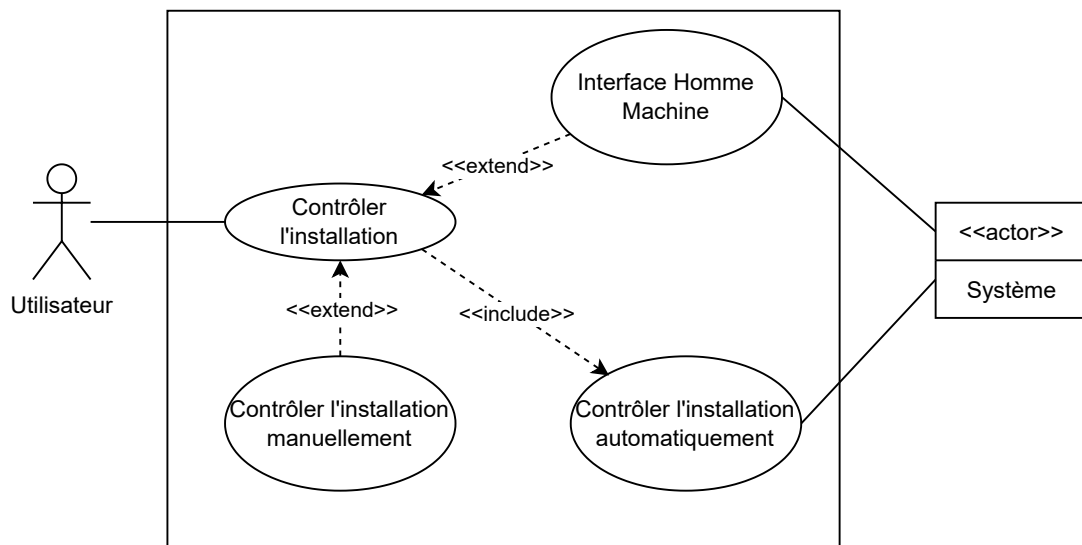 Interface Homme
Machine
<<extend>>
Contrôler
l'installation
<<actor>>
Système
Utilisateur
<<extend>>
<<include>>
Contrôler l'installation
manuellement
Contrôler l'installation
automatiquement